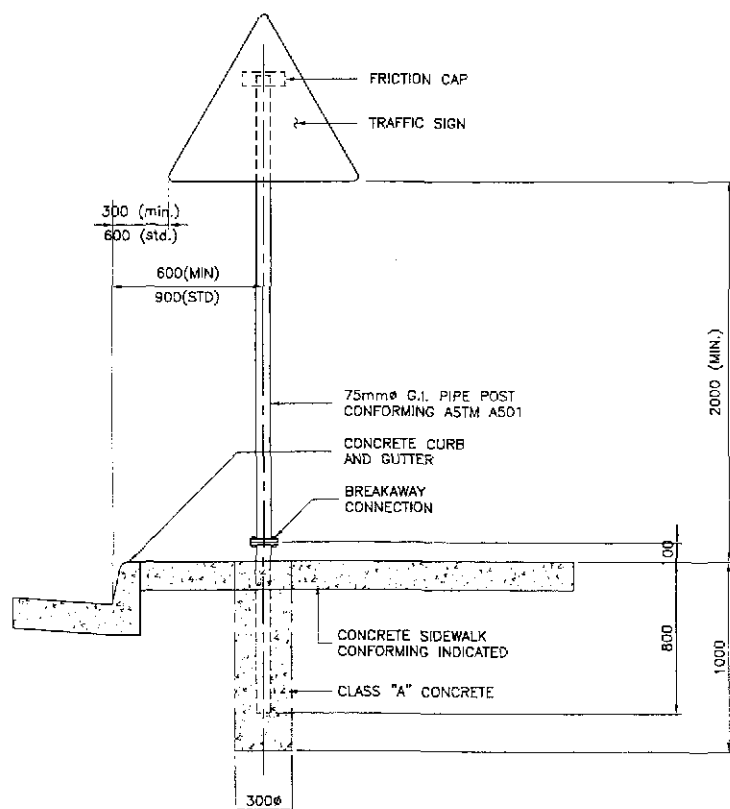 FRICTION CAP
TRAFFIC SIGN
300 (min.)
600 (std.)
600(MIN)
900(STD)
2000 (MIN.)
75mmø G.I. PIPE POST
CONFORMING ASTM A501
CONCRETE CURB
AND GUTTER
BREAKAWAY
CONNECTION
00
800
1000
CONCRETE SIDEWALK
CONFORMING INDICATED
CLASS "A" CONCRETE
300ø